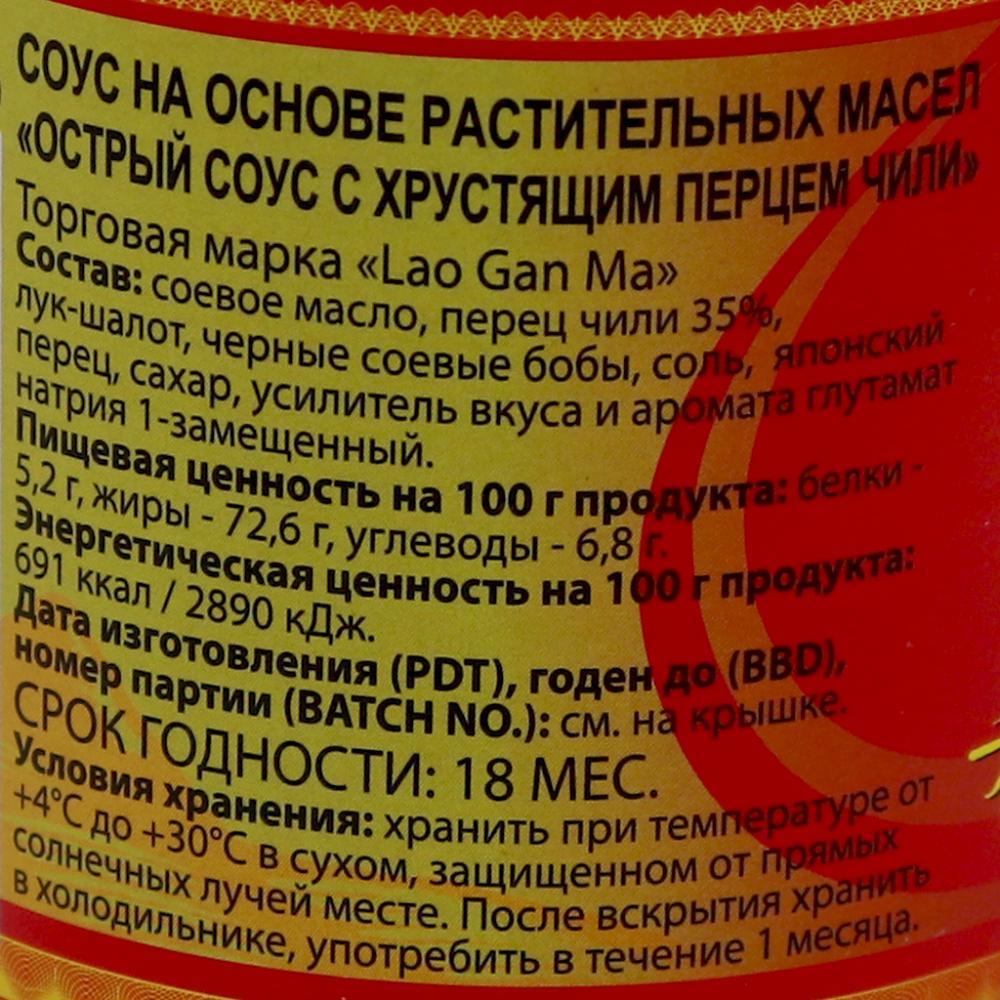 СОУС НА ОСНОВЕ РАСТИТЕЛЬНЫХ МАСЕЛ
«ОСТРЫЙ СОУС С ХРУСТЯЩИМ ПЕРЦЕМ ЧИЛИ»
Торговая марка «Lao Gan Ma»
Состав: соевое масло, перец чили 35%,
лук-шалот, черные соевые бобы, соль, японский
перец, сахар, усилитель вкуса и аромата глутамат
натрия 1-замещенный.
Пищевая ценность на 100 г продукта: белки -
5,2 г, жиры - 72,6 г, углеводы - 6,8 г.
Энергетическая ценность на 100 г продукта:
691 ккал / 2890 кДж.
Дата изготовления (PDT), годен до (BBD),
номер партии (BATCH NO.): см. на крышке.
СРОК ГОДНОСТИ: 18 МЕС.
Условия хранения: хранить при температуре от
+4°С до +30°С в сухом, защищенном от прямых
солнечных лучей месте. После вскрытия хранить
в холодильнике, употребить в течение 1 месяца.